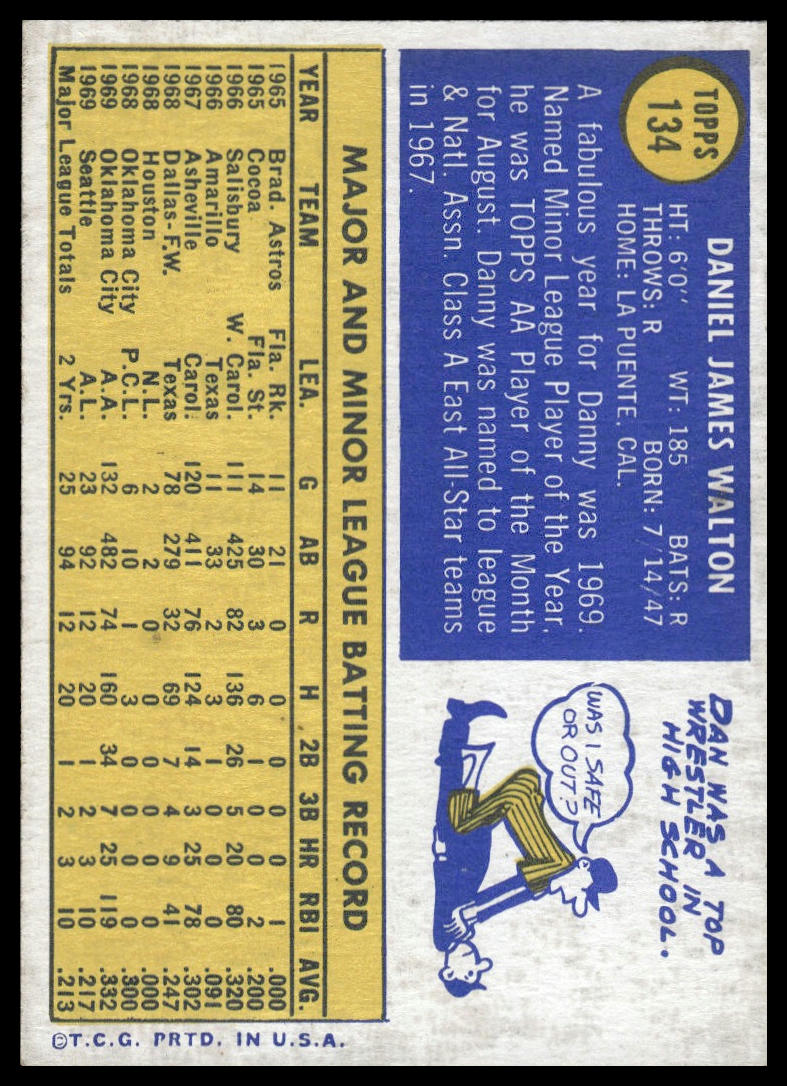 TOPPS
134
DANIEL JAMES WALTON
HT: 6'0" WT: 185 BATS: R
THROWS: R BORN: 7/14/47
HOME: LA PUENTE, CAL.
A fabulous year for Danny was 1969.
Named Minor League Player of the Year,
he was TOPPS AA Player of the Month
for August. Danny was named to league
& Natl. Assn. Class A East All-Star teams
in 1967.
DAN WAS A TOP
WRESTLER IN
HIGH SCHOOL.
WAS I SAFE
OR OUT?
MAJOR AND MINOR LEAGUE BATTING RECORD
YEAR TEAM LEA. G AB R H 2B 3B HR RBI AVG.
1965 Brad. Astros Fla. Rk. 11 21 0 0 0 0 0 1 .000
1965 Cocoa Fla. St. 14 30 3 6 1 0 0 2 .200
1966 Salisbury W. Carol. 111 425 82 136 26 5 20 80 .320
1966 Amarillo Texas 11 33 2 3 1 0 0 0 .091
1967 Asheville Carol. 120 411 76 124 14 3 25 78 .302
1968 Dallas-F.W. Texas 78 279 32 69 7 4 9 41 .247
1968 Houston N.L. 2 2 0 0 0 0 0 0 .000
1968 Oklahoma City P.C.L. 6 10 1 3 0 0 0 0 .300
1969 Oklahoma City A.A. 132 482 74 160 34 7 25 119 .332
1969 Seattle A.L. 23 92 12 20 1 2 3 10 .217
Major League Totals 2 Yrs. 25 94 12 20 1 2 3 10 .213
©T.C.G. PRTD. IN U.S.A.